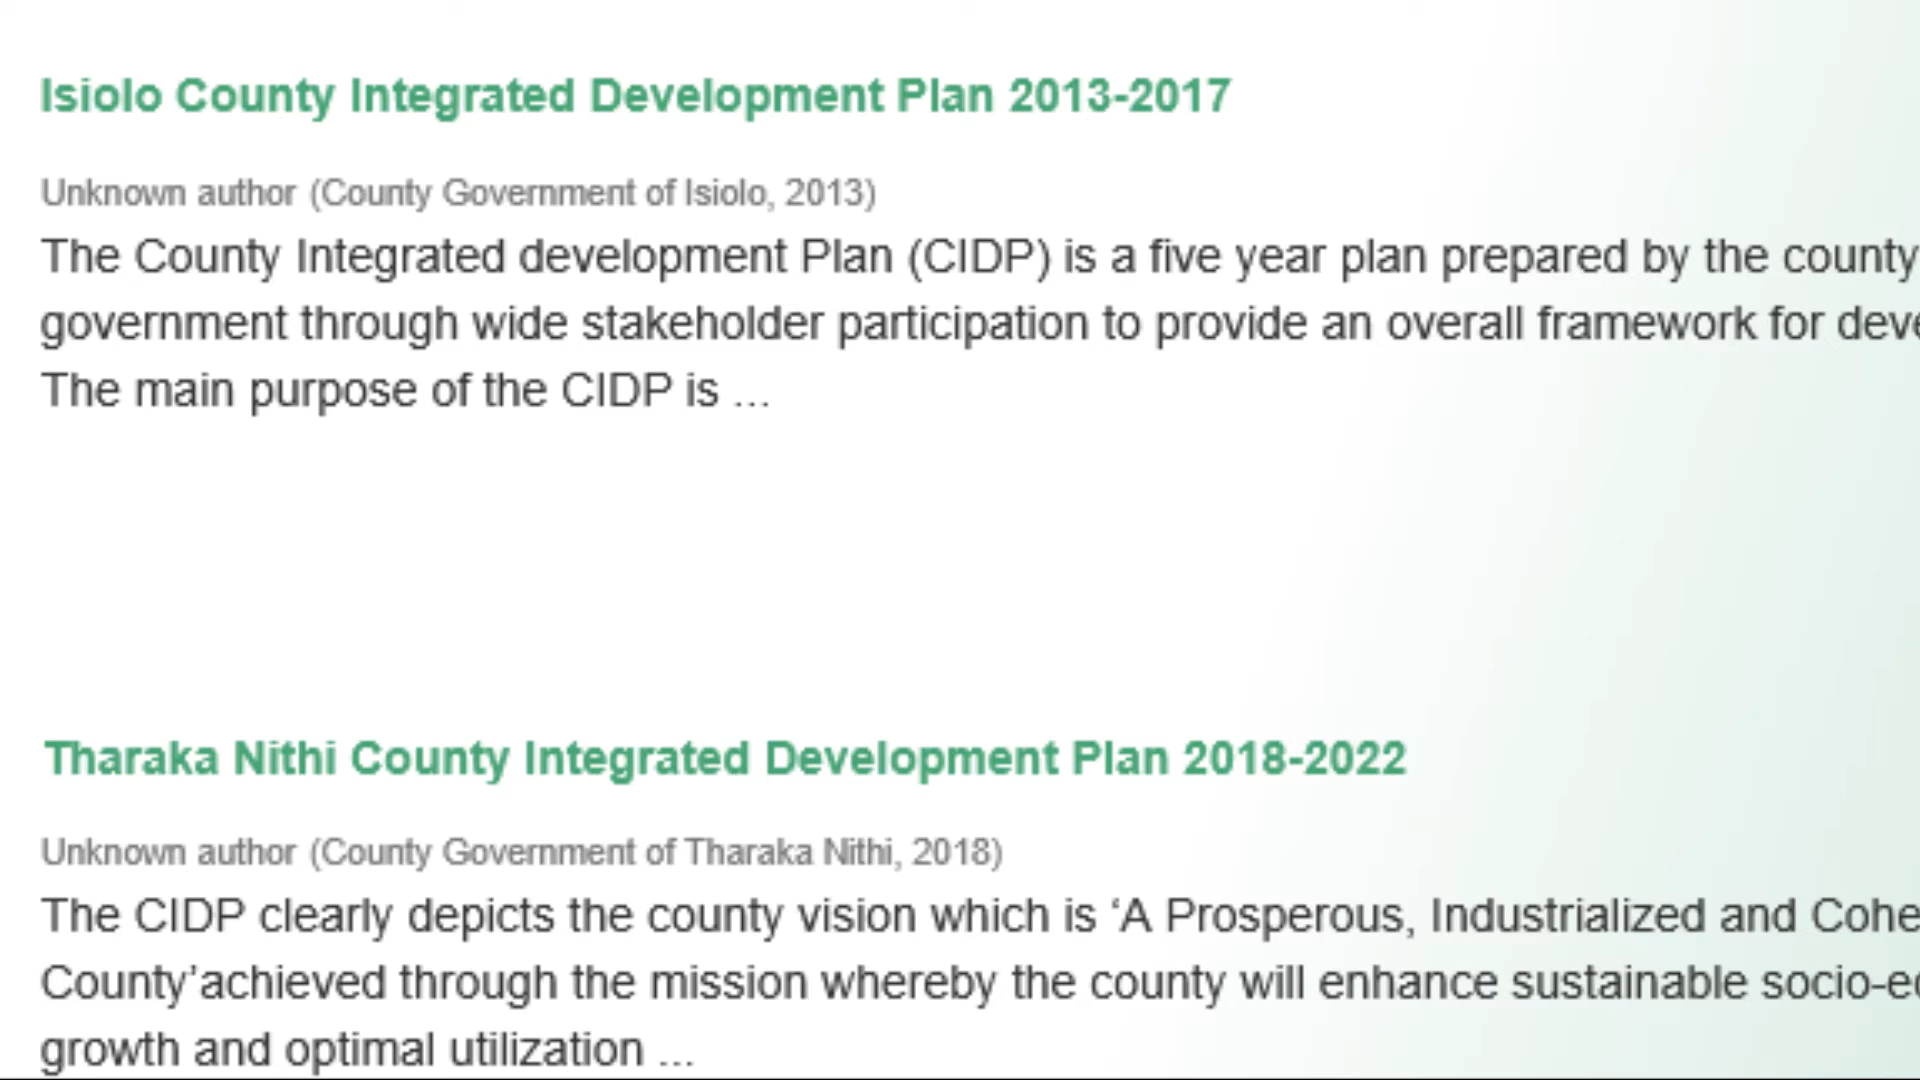 Isiolo County Integrated Development Plan 2013-2017
Unknown author (County Government of Isiolo, 2013)
The County Integrated development Plan (CIDP) is a five year plan prepared by the county
government through wide stakeholder participation to provide an overall framework for
The main purpose of the CIDP is ...
Tharaka Nithi County Integrated Development Plan 2018-2022
Unknown author (County Government of Tharaka Nithi, 2018)
The CIDP clearly depicts the county vision which is ‘A Prosperous, Industrialized and
County’achieved through the mission whereby the county will enhance sustainable
growth and optimal utilization ...